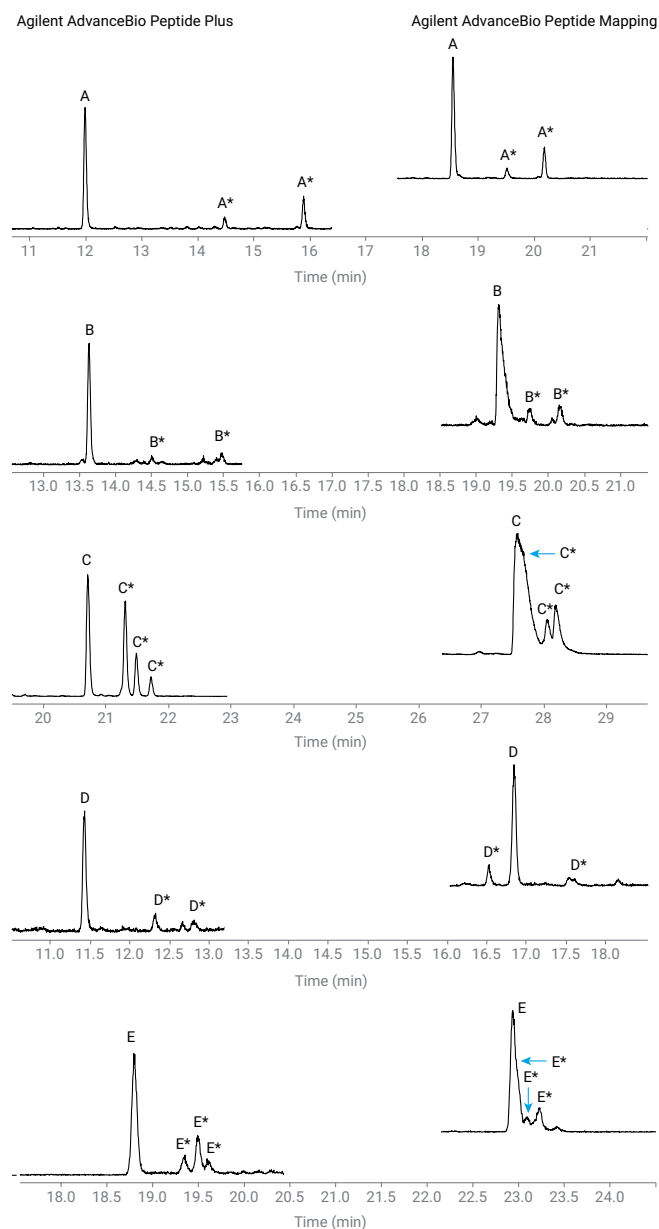 Agilent AdvanceBio Peptide Plus Agilent AdvanceBio Peptide Mapping
A A* A* A A* A*
11 12 13 14 15 16 17 18 19 20 21
Time (min)
B B* B* B B* B*
13.0 13.5 14.5 15.0 15.5 16.0 16.5 17.0 17.5 18.0 18.5 19.0 19.5 20.0 20.5 21.0
Time (min)
C C* C* C* C C* C* C*
20 21 22 23 24 25 26 27 28 29
Time (min)
D D* D* D* D D*
11.0 11.5 12.0 12.5 13.0 13.5 14.0 14.5 15.0 15.5 16.0 16.5 17.0 17.5 18.0
Time (min)
E E* E* E* E E* E* E*
18.0 18.5 19.0 19.5 20.0 20.5 21.0 21.5 22.0 22.5 23.0 23.5 24.0
Time (min)